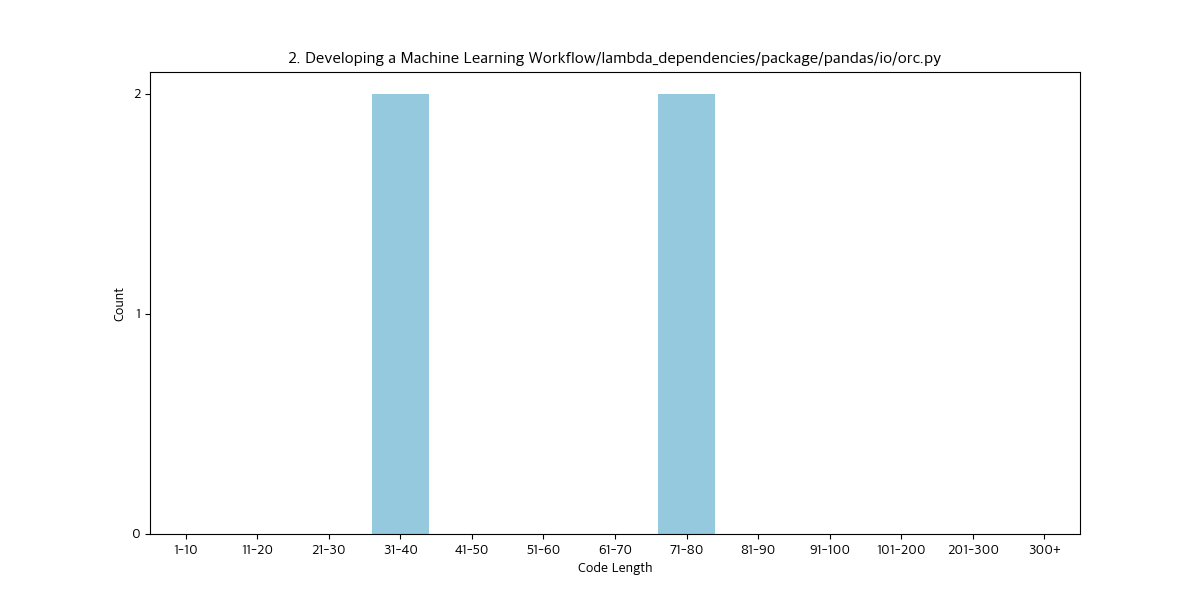 2. Developing a Machine Learning Workflow/lambda_dependencies/package/pandas/io/orc.py
2
1
0
Count
1-10 11-20 21-30 31-40 41-50 51-60 61-70 71-80 81-90 91-100 101-200 201-300 300+
Code Length